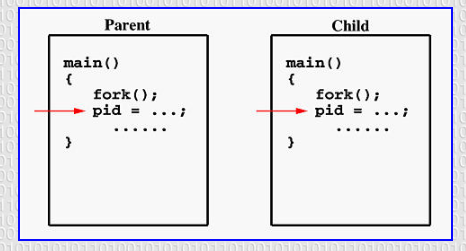 Parent
main()
{
fork();
pid = ...;
......
}
Child
main()
{
fork();
pid = ...;
......
}